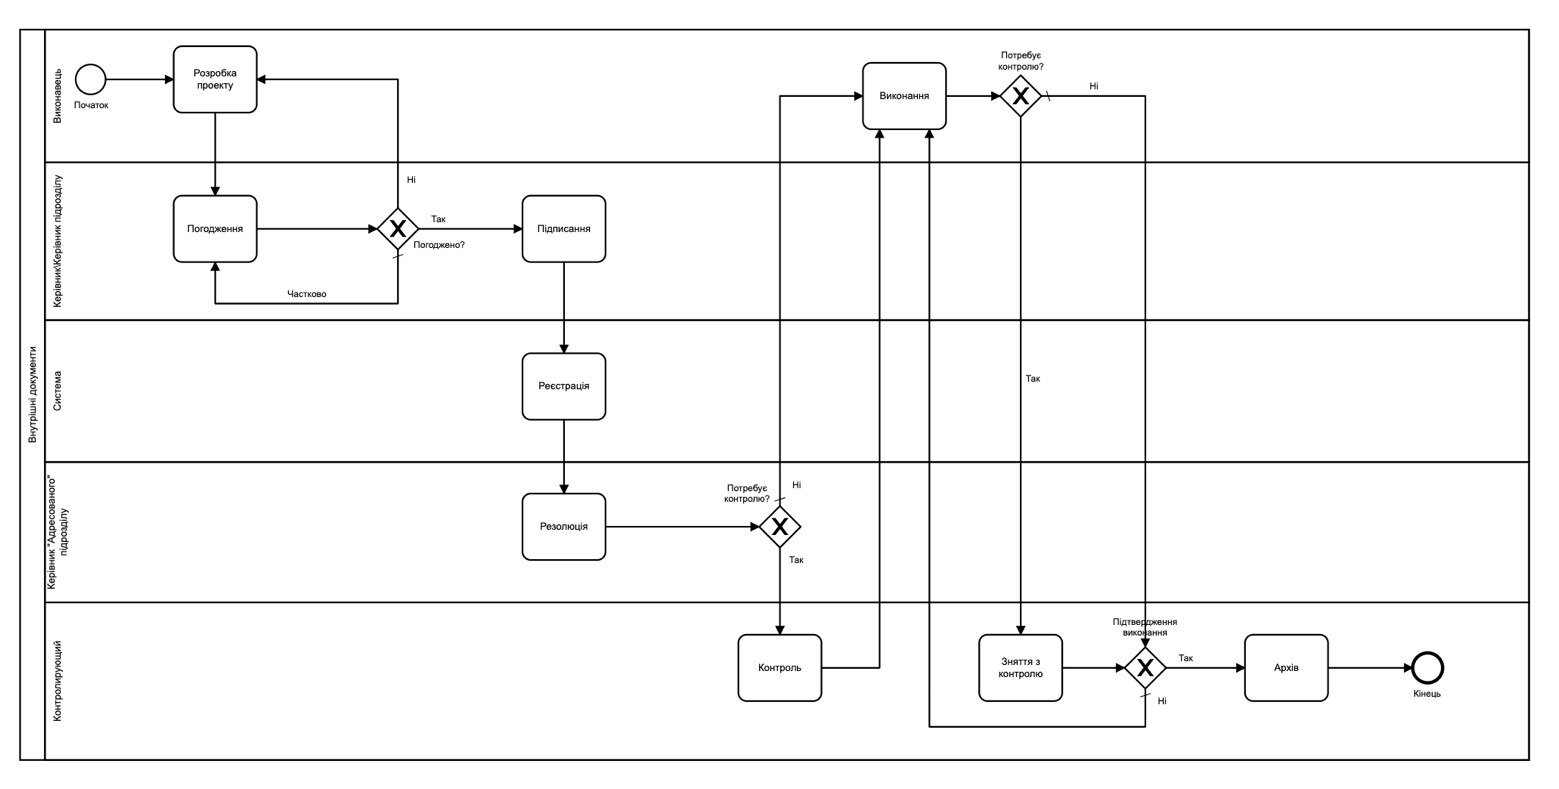 Внутрішні документи
Виконавець
Початок
Розробка
проекту
Виконання
Потребує
контролю?
Ні
Керівник\Керівник підрозділу
Погодження
Ні
Так
Погоджено?
Частково
Підписання
Система
Реєстрація
Так
Керівник "Адресованого"
підрозділу
Резолюція
Потребує
контролю?
Ні
Так
Контролирующий
Контроль
Зняття з
контролю
Підтвердження
виконання
Так
Ні
Архів
Кінець